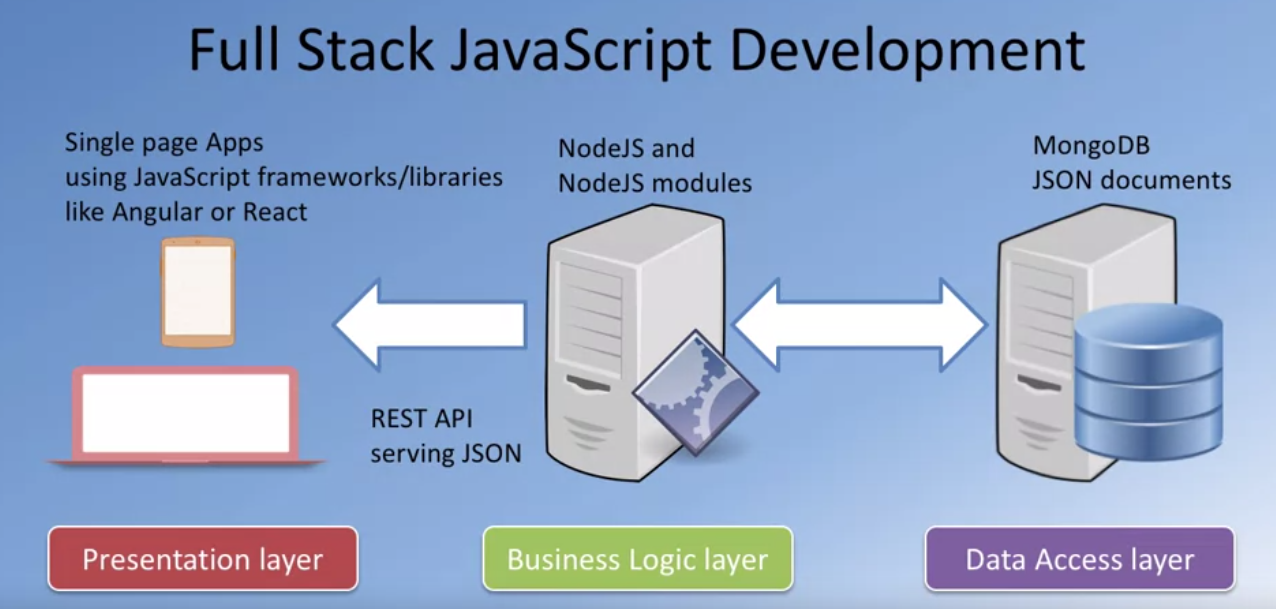 Full Stack JavaScript Development
Single page Apps
using JavaScript frameworks/libraries
like Angular or React
NodeJS and
NodeJS modules
MongoDB
JSON documents
REST API
serving JSON
Presentation layer
Business Logic layer
Data Access layer